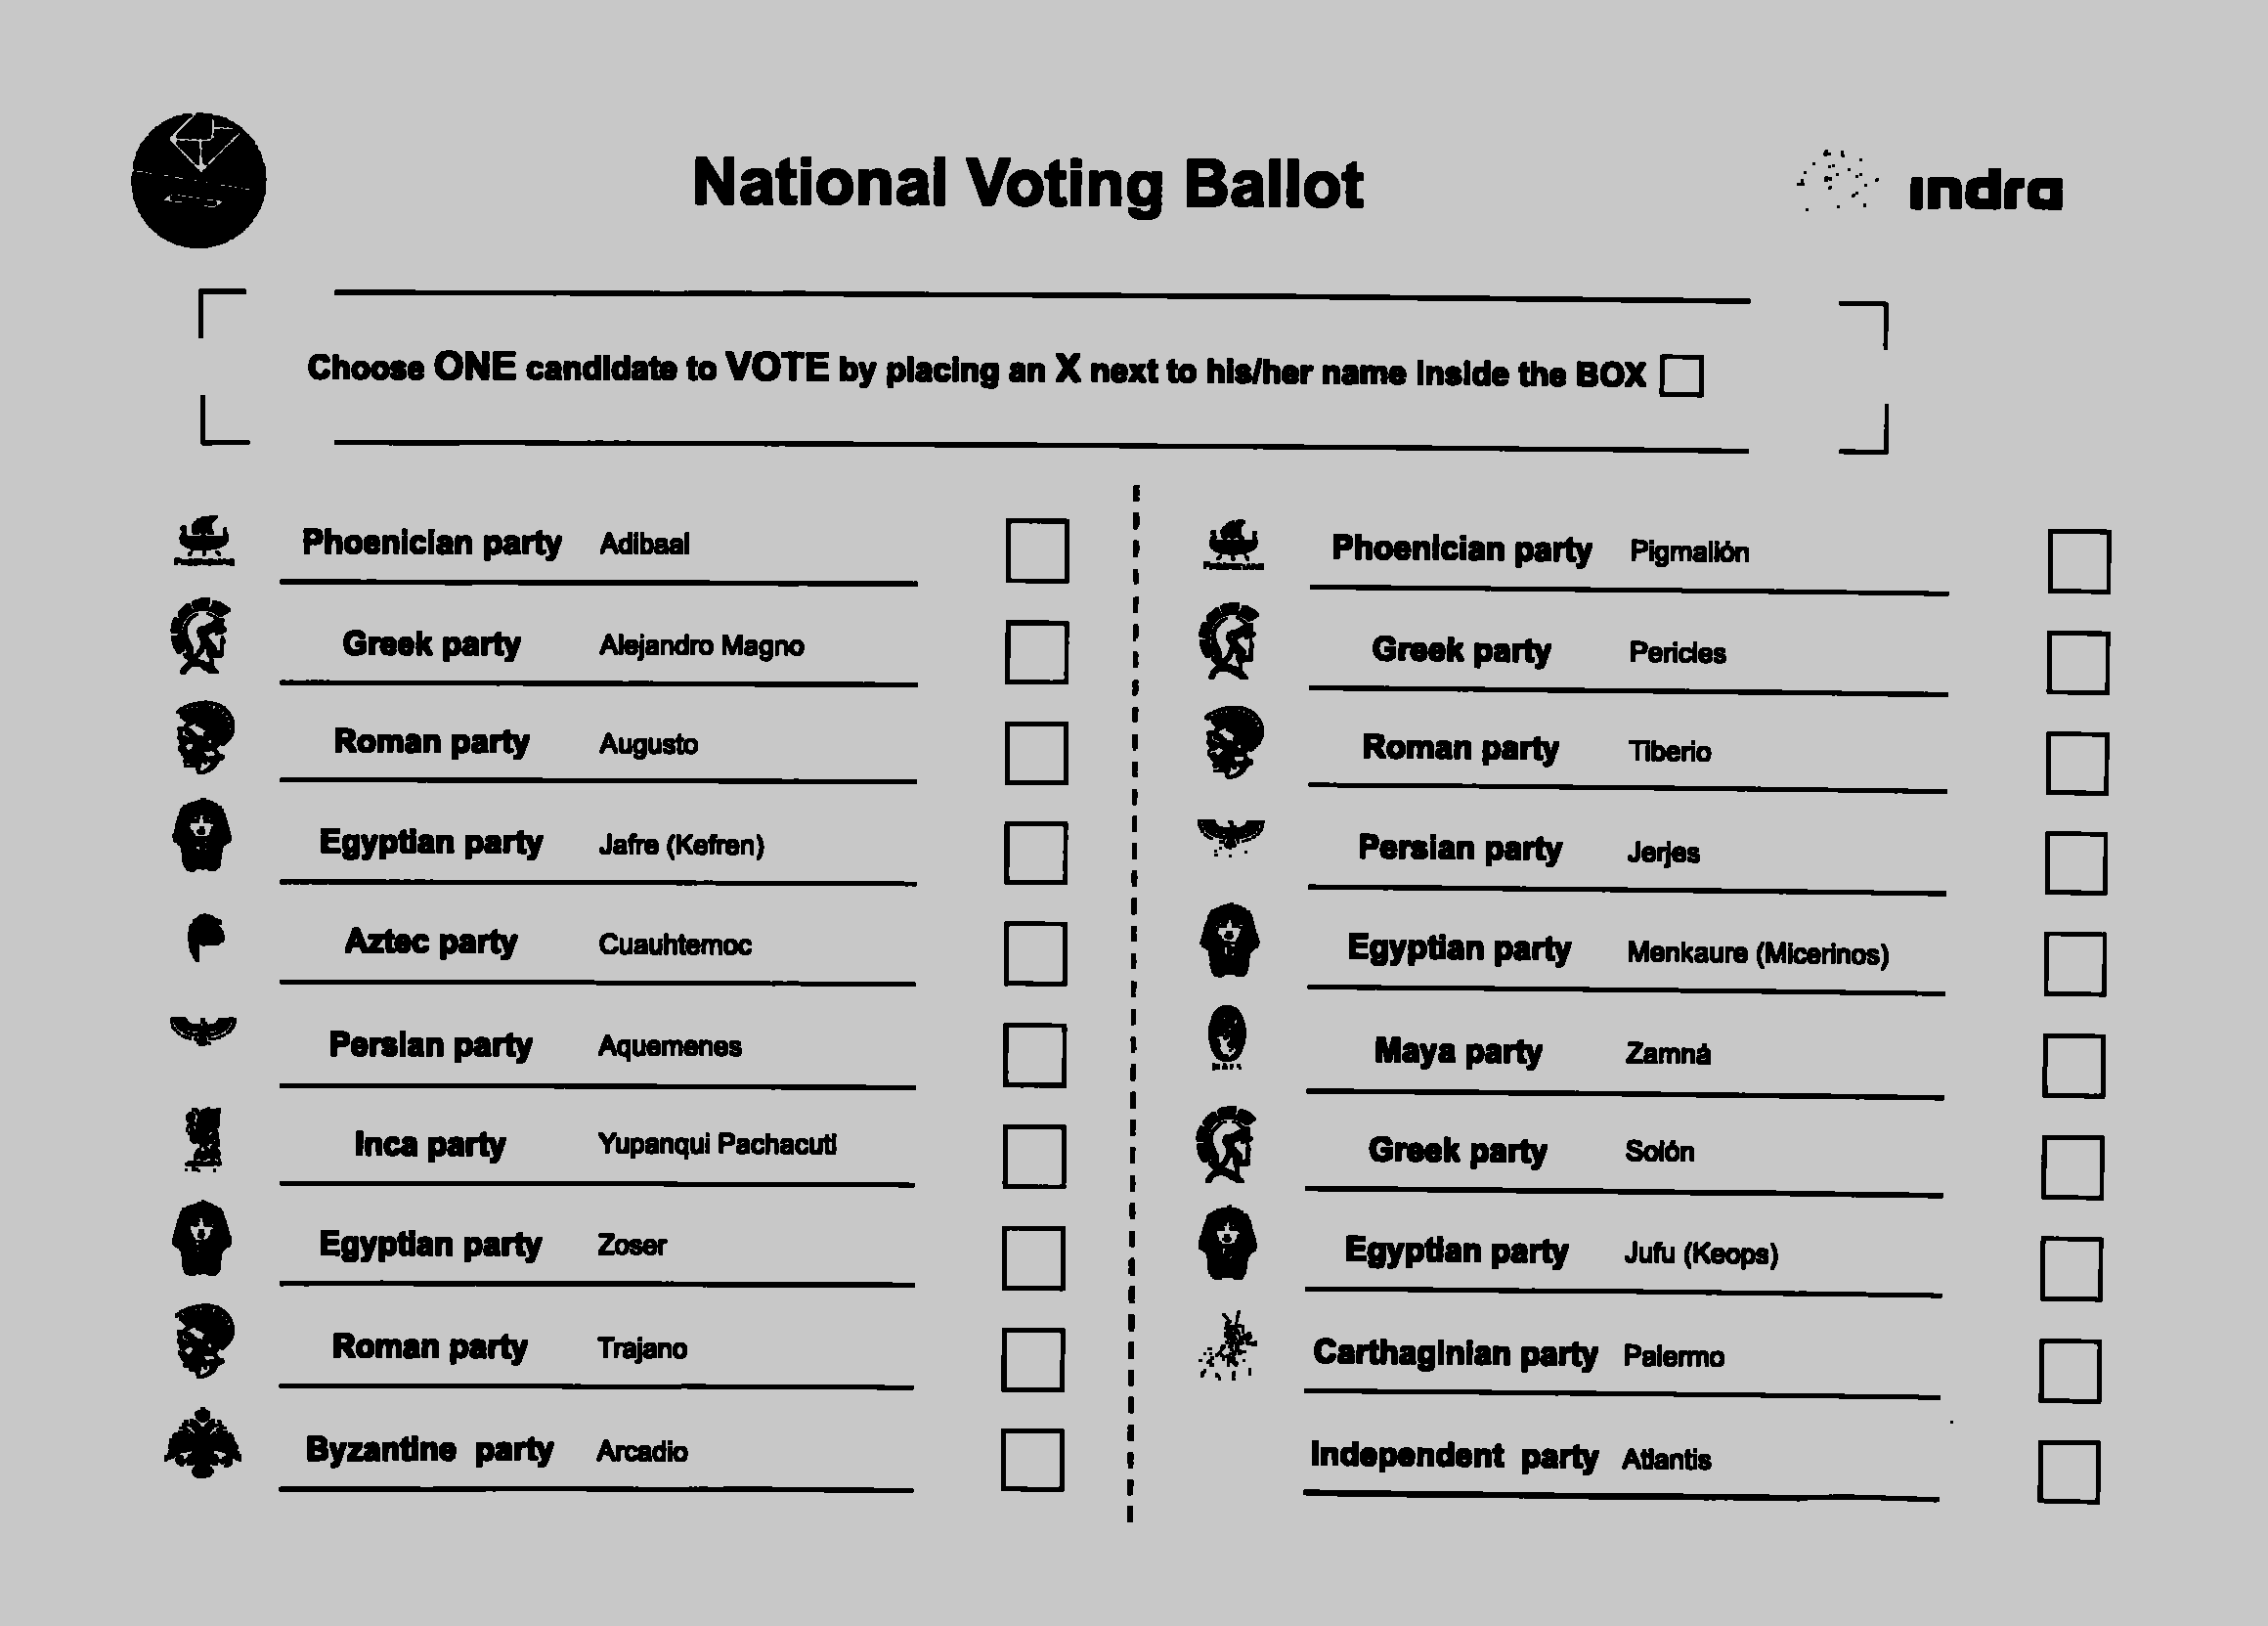 National Voting Ballot
indra
Choose ONE candidate to VOTE by placing an X next to his/her name inside the BOX
Phoenician party Adibaal
Greek party Alejandro Magno
Roman party Augusto
Egyptian party Jafre (Kefren)
Aztec party Cuauhtemoc
Persian party Aquemenes
Inca party Yupanqui Pachacuti
Egyptian party Zoser
Roman party Trajano
Byzantine party Arcadio
Phoenician party Pigmalión
Greek party Pericles
Roman party Tiberio
Persian party Jerjes
Egyptian party Menkaure (Micerinos)
MAYA
Maya party Zamná
Greek party Solón
Egyptian party Jufu (Keops)
Carthaginian party Palermo
Independent party Atlantis